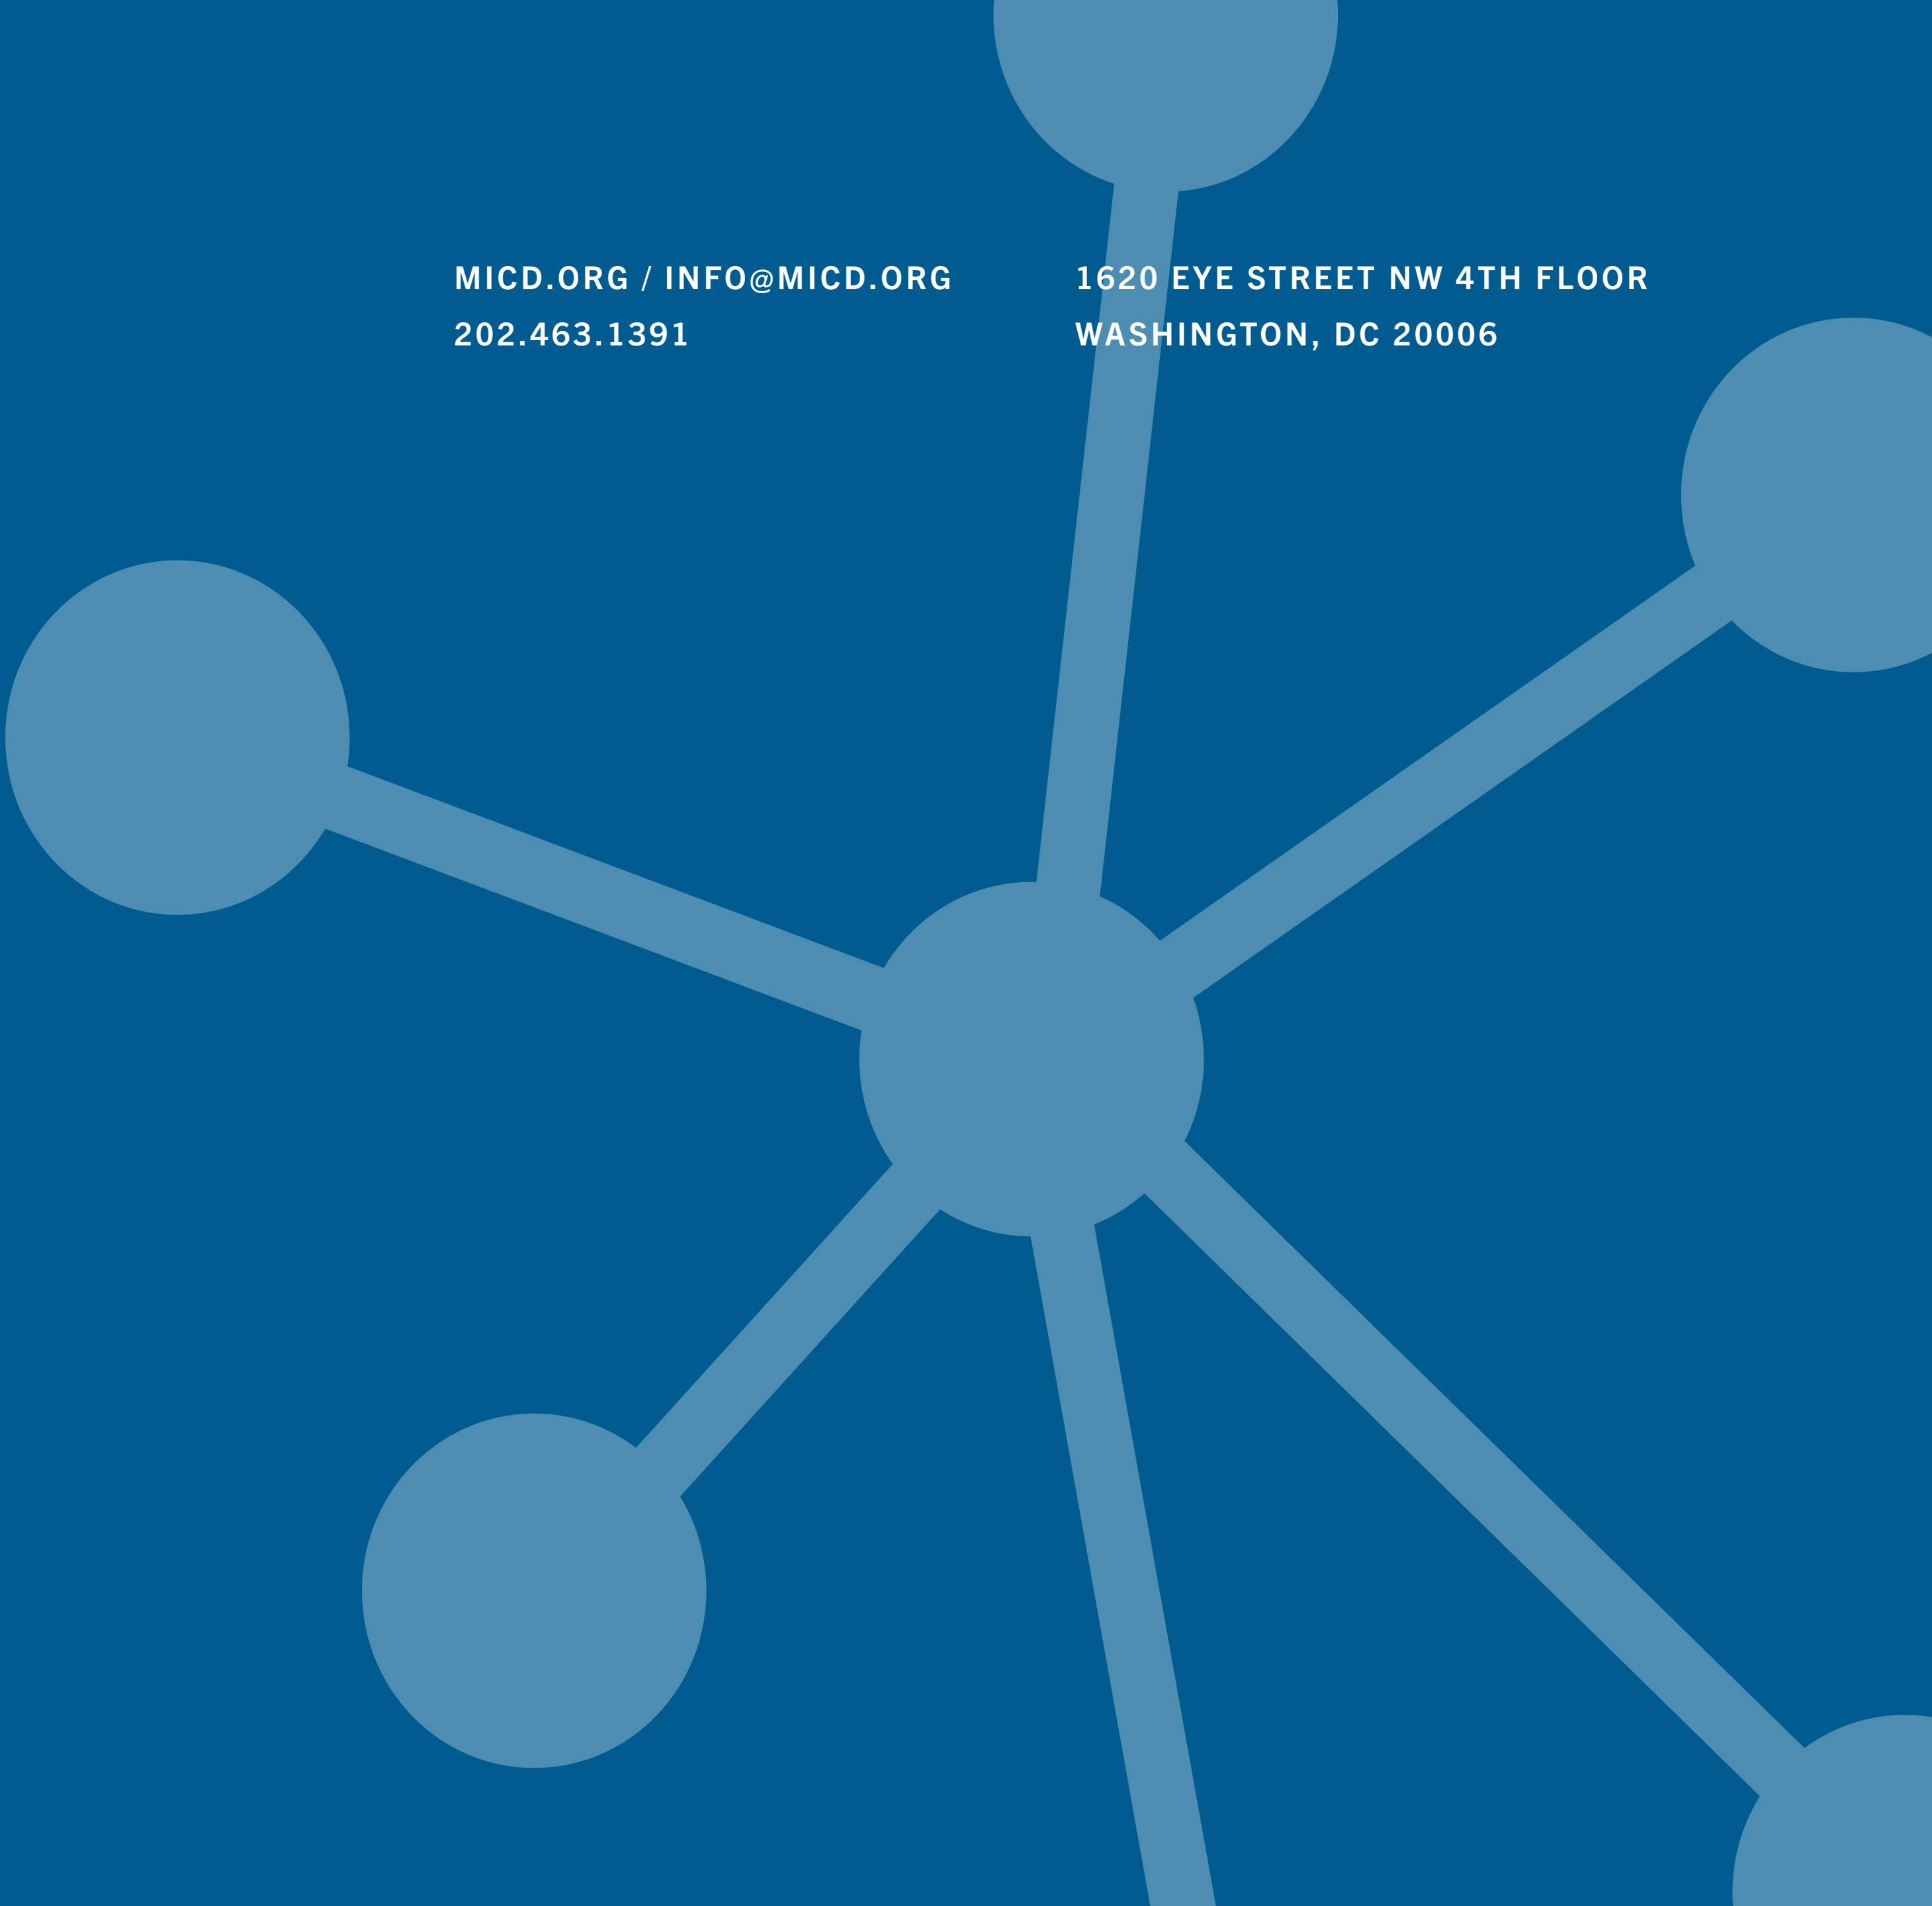 MICD.ORG / INFO@MICD.ORG
202.463.1391
1620 EYE STREET NW 4TH FLOOR
WASHINGTON, DC 20006